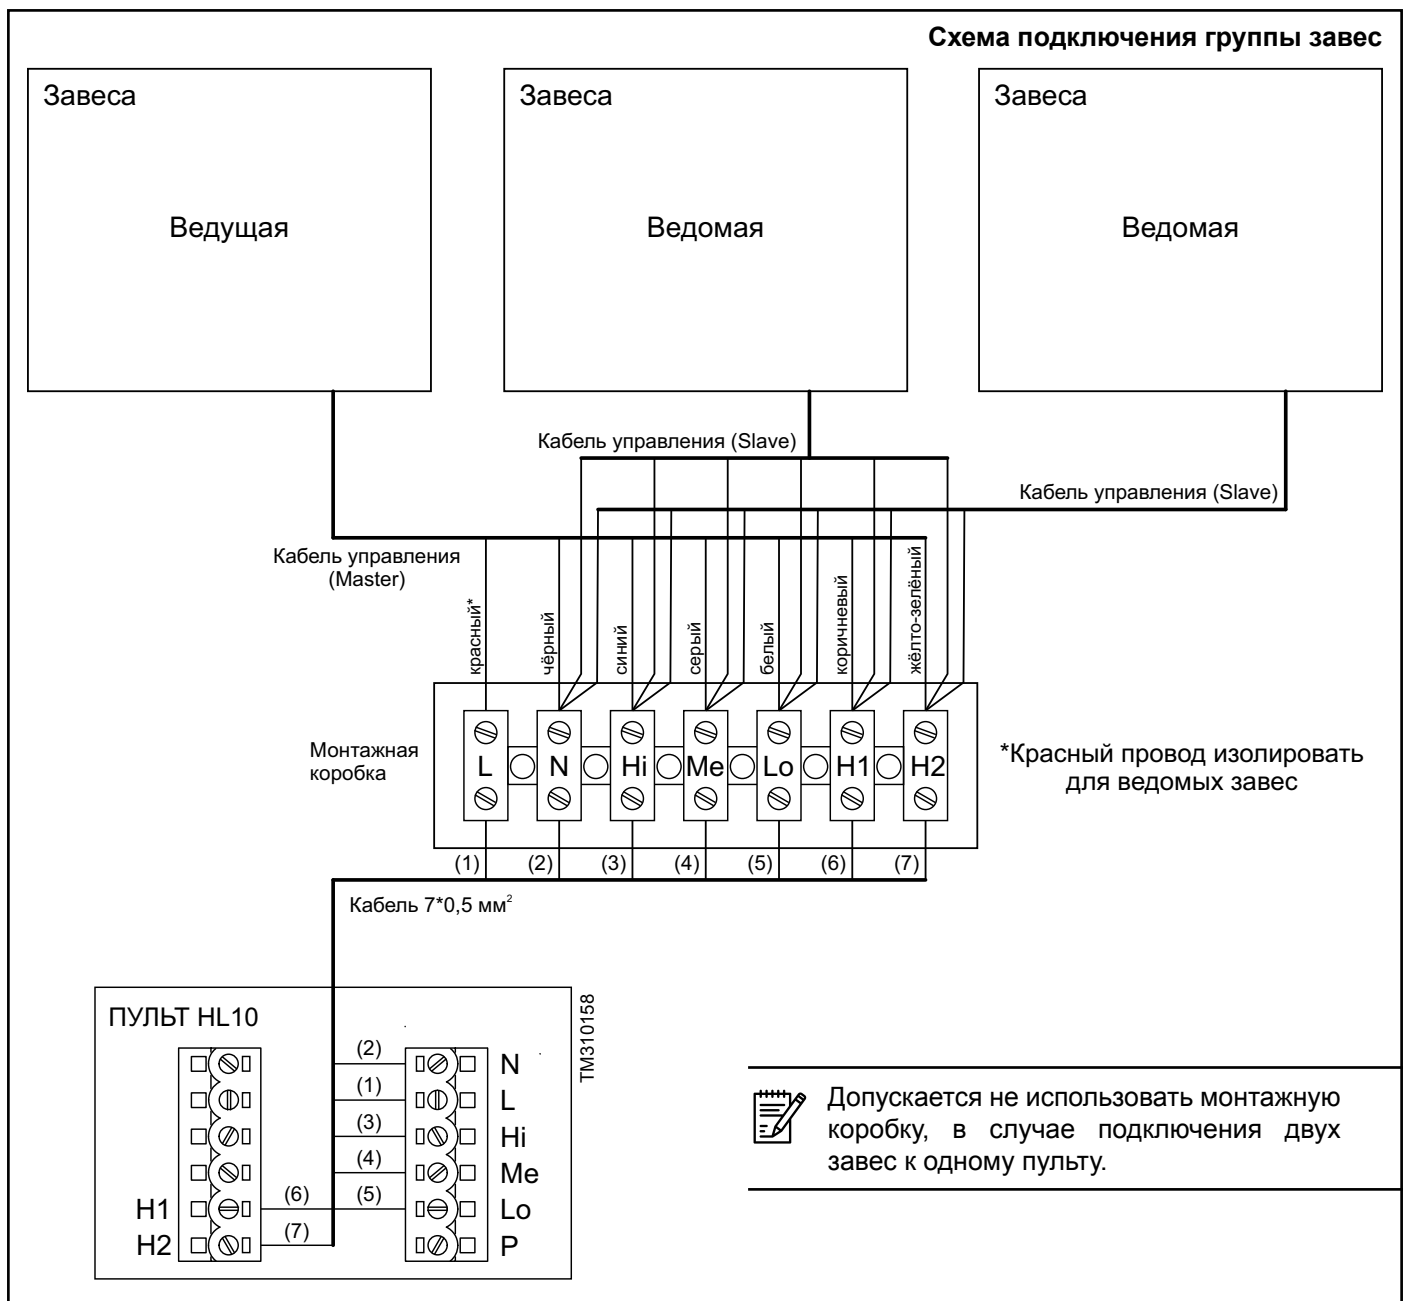 Схема подключения группы завес
Завеса
Завеса
Завеса
Ведущая
Ведомая
Ведомая
Кабель управления (Slave)
Кабель управления (Slave)
Кабель управления
(Master)
красный*
чёрный
синий
серый
белый
коричневый
жёлто-зелёный
Монтажная
коробка
L N Hi Me Lo H1 H2
*Красный провод изолировать
для ведомых завес
(1) (2) (3) (4) (5) (6) (7)
Кабель 7*0,5 мм²
ПУЛЬТ HL10
TM310158
(2) N
(1) L
(3) Hi
(4) Me
H1 (6) (5) Lo
H2 (7) P
Допускается не использовать монтажную
коробку, в случае подключения двух
завес к одному пульту.